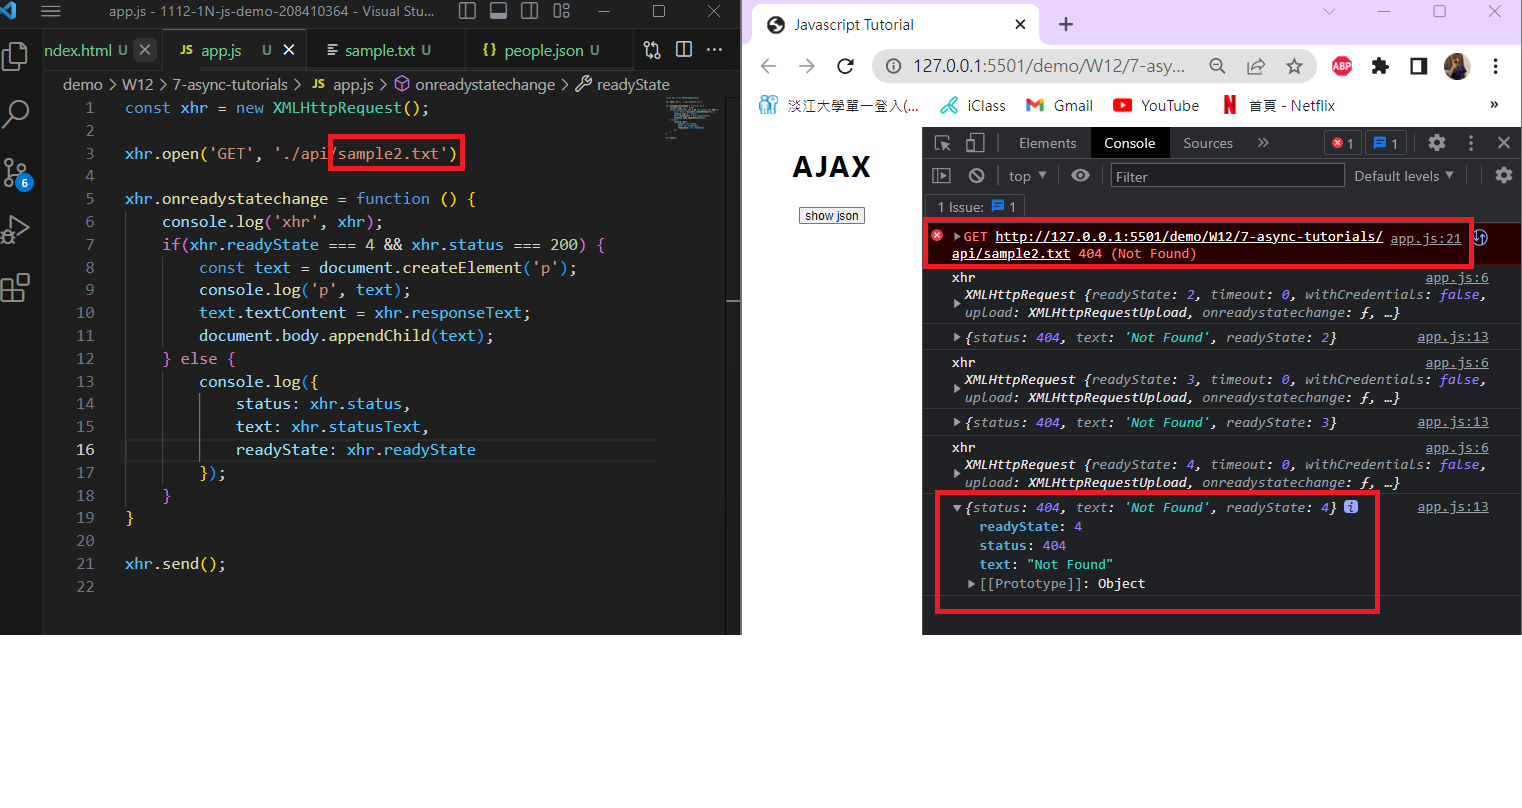 app.js - 1112-1N-js-demo-208410364 - Visual Stu...
ndex.html U
JS app.js U
sample.txt U
{} people.json U
demo > W12 > 7-async-tutorials > JS app.js > onreadystatechange > readyState
1 const xhr = new XMLHttpRequest();
2
3 xhr.open('GET', './api/sample2.txt')
4
5 xhr.onreadystatechange = function () {
6 console.log('xhr', xhr);
7 if(xhr.readyState === 4 && xhr.status === 200) {
8 const text = document.createElement('p');
9 console.log('p', text);
10 text.textContent = xhr.responseText;
11 document.body.appendChild(text);
12 } else {
13 console.log({
14 status: xhr.status,
15 text: xhr.statusText,
16 readyState: xhr.readyState
17 });
18 }
19 }
20
21 xhr.send();
22
6
Javascript Tutorial
127.0.0.1:5501/demo/W12/7-asy...
ABP
淡江大學單一登入(...
iClass
Gmail
YouTube
首頁 - Netflix
»
AJAX
show json
Elements Console Sources » 1 1
top ▼ Filter Default levels ▼
1 Issue: 1
▶GET http://127.0.0.1:5501/demo/W12/7-async-tutorials/ app.js:21
api/sample2.txt 404 (Not Found)
xhr app.js:6
XMLHttpRequest {readyState: 2, timeout: 0, withCredentials: false,
upload: XMLHttpRequestUpload, onreadystatechange: ƒ, …}
▶{status: 404, text: 'Not Found', readyState: 2} app.js:13
xhr app.js:6
XMLHttpRequest {readyState: 3, timeout: 0, withCredentials: false,
upload: XMLHttpRequestUpload, onreadystatechange: ƒ, …}
▶{status: 404, text: 'Not Found', readyState: 3} app.js:13
xhr app.js:6
XMLHttpRequest {readyState: 4, timeout: 0, withCredentials: false,
upload: XMLHttpRequestUpload, onreadystatechange: ƒ, …}
▼{status: 404, text: 'Not Found', readyState: 4} i app.js:13
readyState: 4
status: 404
text: "Not Found"
▶[[Prototype]]: Object